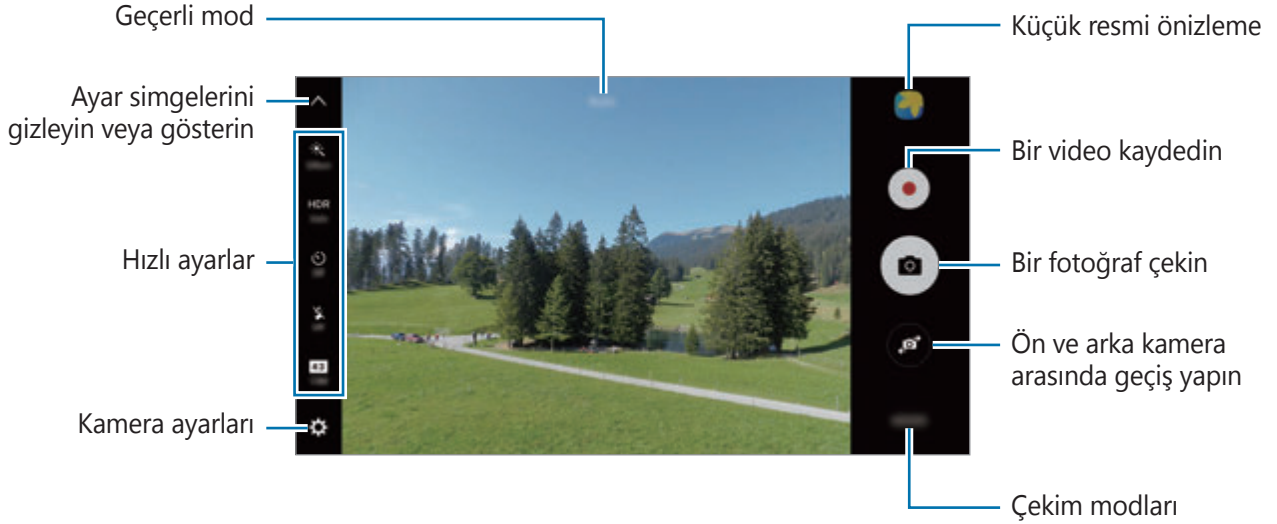 Geçerli mod
Küçük resmi önizleme
Ayar simgelerini
gizleyin veya gösterin
Bir video kaydedin
HDR
Hızlı ayarlar
Bir fotoğraf çekin
Ön ve arka kamera
arasında geçiş yapın
4:3
Kamera ayarları
Çekim modları